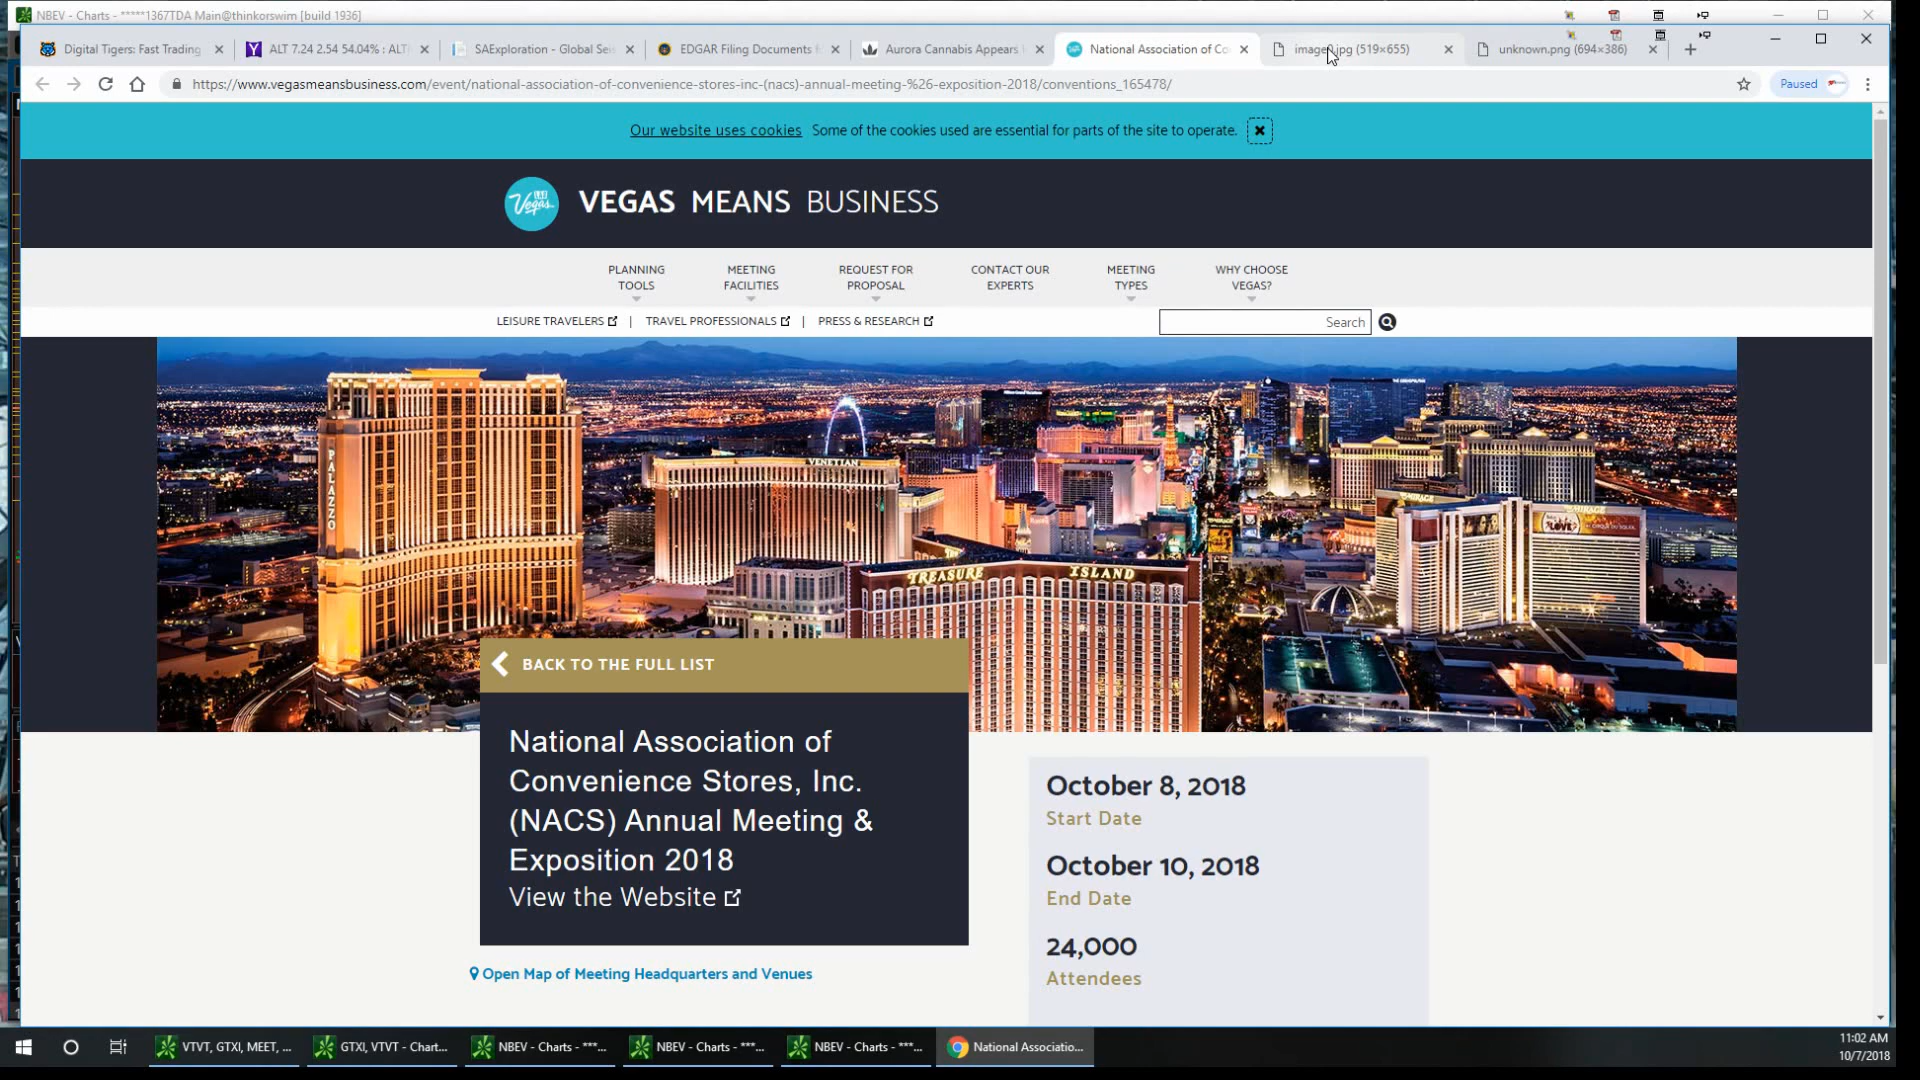 NBEV - Charts - *****1367TDA Main@thinkorswim [build 1936]
Digital Tigers: Fast Trading
ALT 7.24 2.54 54.04% : ALTI
SAExploration - Global Sei
EDGAR Filing Documents f
Aurora Cannabis Appears
National Association of Co
(519×655)
unknown.png (694×386)
https://www.vegasmeansbusiness.com/event/national-association-of-convenience-stores-inc-(nacs)-annual-meeting-%26-exposition-2018/conventions_165478/
Paused
Our website uses cookies Some of the cookies used are essential for parts of the site to operate.
Las Vegas
VEGAS MEANS BUSINESS
PLANNING TOOLS
MEETING FACILITIES
REQUEST FOR PROPOSAL
CONTACT OUR EXPERTS
MEETING TYPES
WHY CHOOSE VEGAS?
LEISURE TRAVELERS | TRAVEL PROFESSIONALS | PRESS & RESEARCH
Search
PALAZZO
VENETIAN
TREASURE ISLAND
MIRAGE
MIRAGE
LOVE
BACK TO THE FULL LIST
National Association of
Convenience Stores, Inc.
(NACS) Annual Meeting &
Exposition 2018
View the Website
October 8, 2018
Start Date
October 10, 2018
End Date
24,000
Attendees
Open Map of Meeting Headquarters and Venues
VTVT, GTXI, MEET, ...
GTXI, VTVT - Chart...
NBEV - Charts - ***...
NBEV - Charts - ***...
NBEV - Charts - ***...
National Associatio...
11:02 AM
10/7/2018